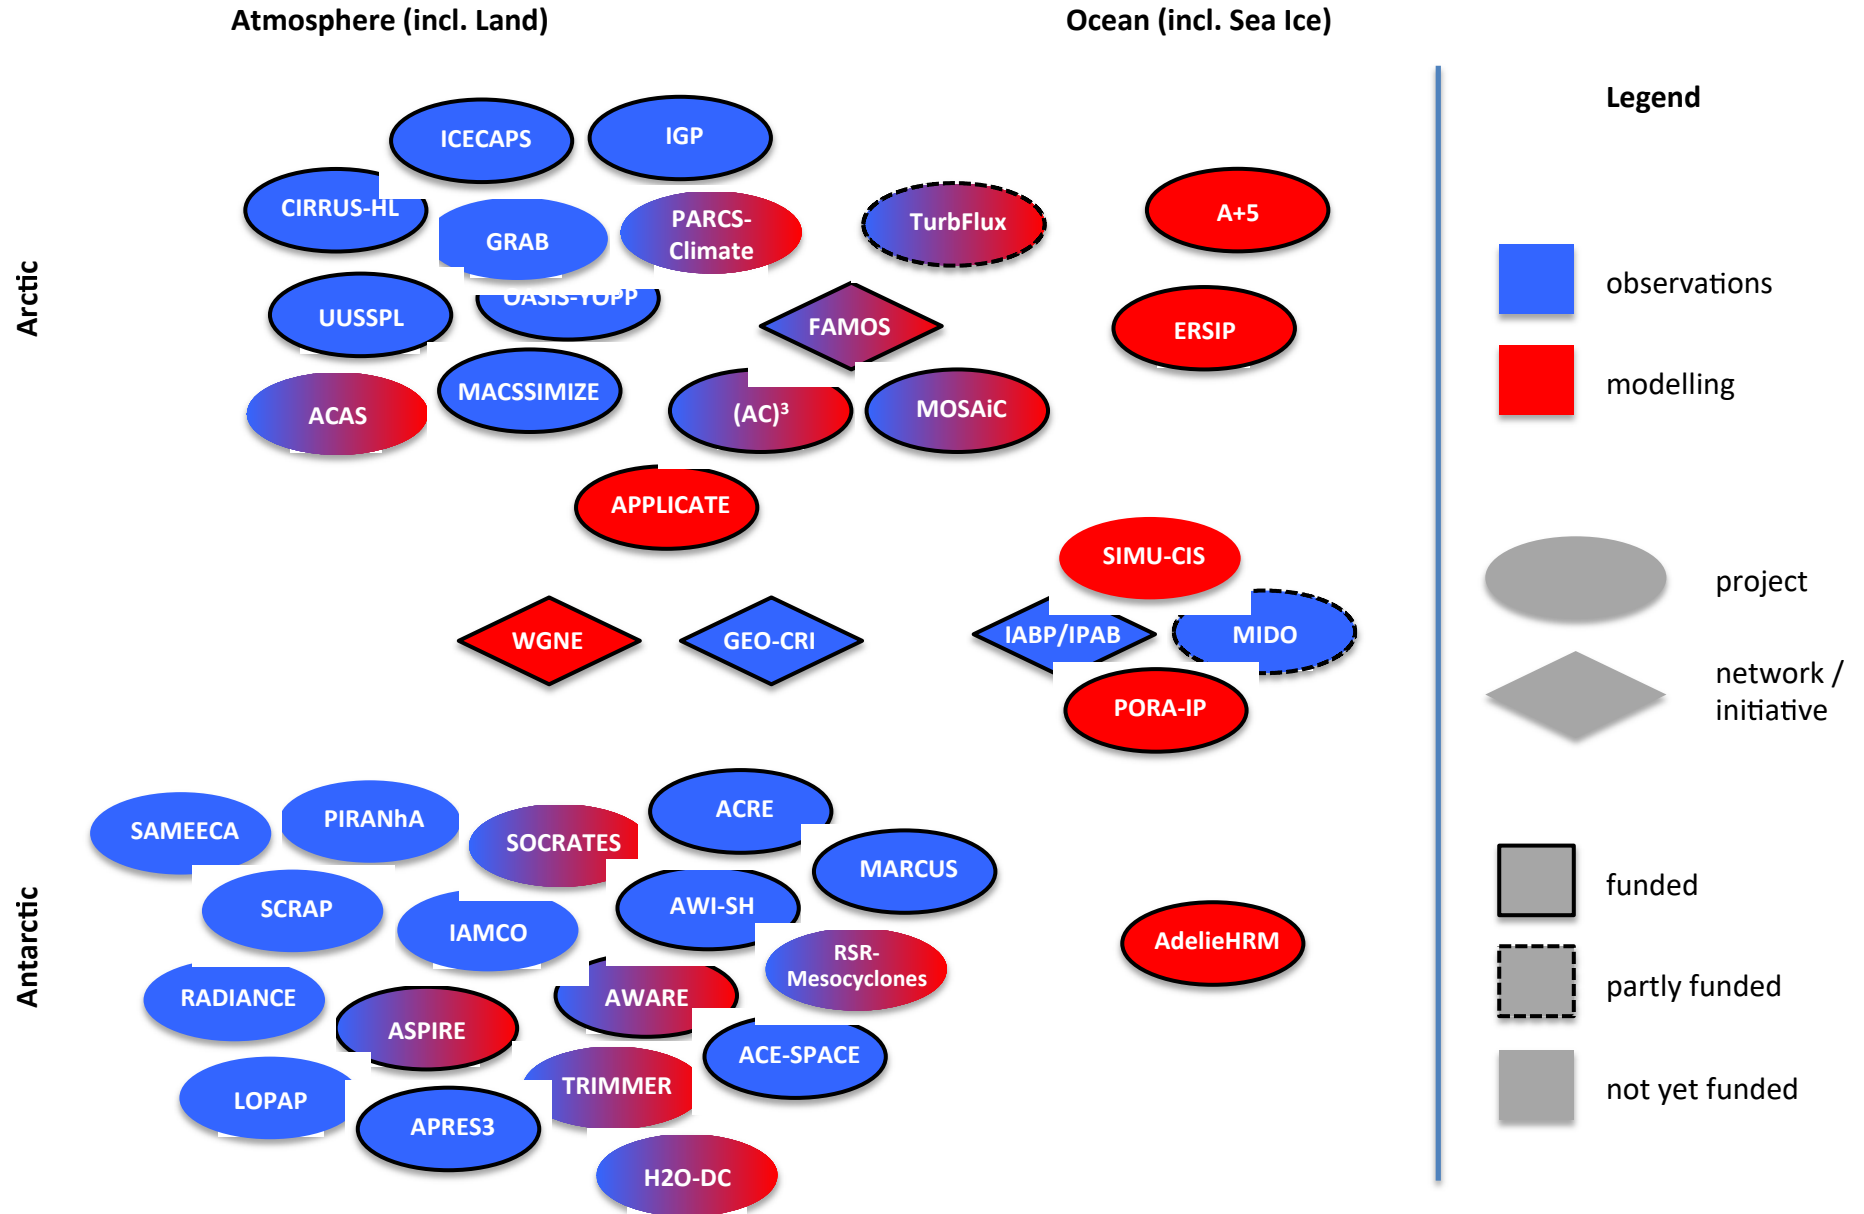 Atmosphere (incl. Land)
Ocean (incl. Sea Ice)
Legend
Arctic
ICECAPS
IGP
CIRRUS-HL
GRAB
PARCS-
Climate
TurbFlux
A+5
UUSSPL
OASIS-YOPP
FAMOS
ERSIP
ACAS
MACSSIMIZE
(AC)³
MOSAiC
APPLICATE
SIMU-CIS
WGNE
GEO-CRI
IABP/IPAB
MIDO
PORA-IP
Antarctic
SAMEECA
PIRANhA
SOCRATES
ACRE
MARCUS
SCRAP
IAMCO
AWI-SH
RSR-
Mesocyclones
AdelieHRM
RADIANCE
ASPIRE
AWARE
ACE-SPACE
LOPAP
APRES3
TRIMMER
H2O-DC
observations
modelling
project
network /
initiative
funded
partly funded
not yet funded